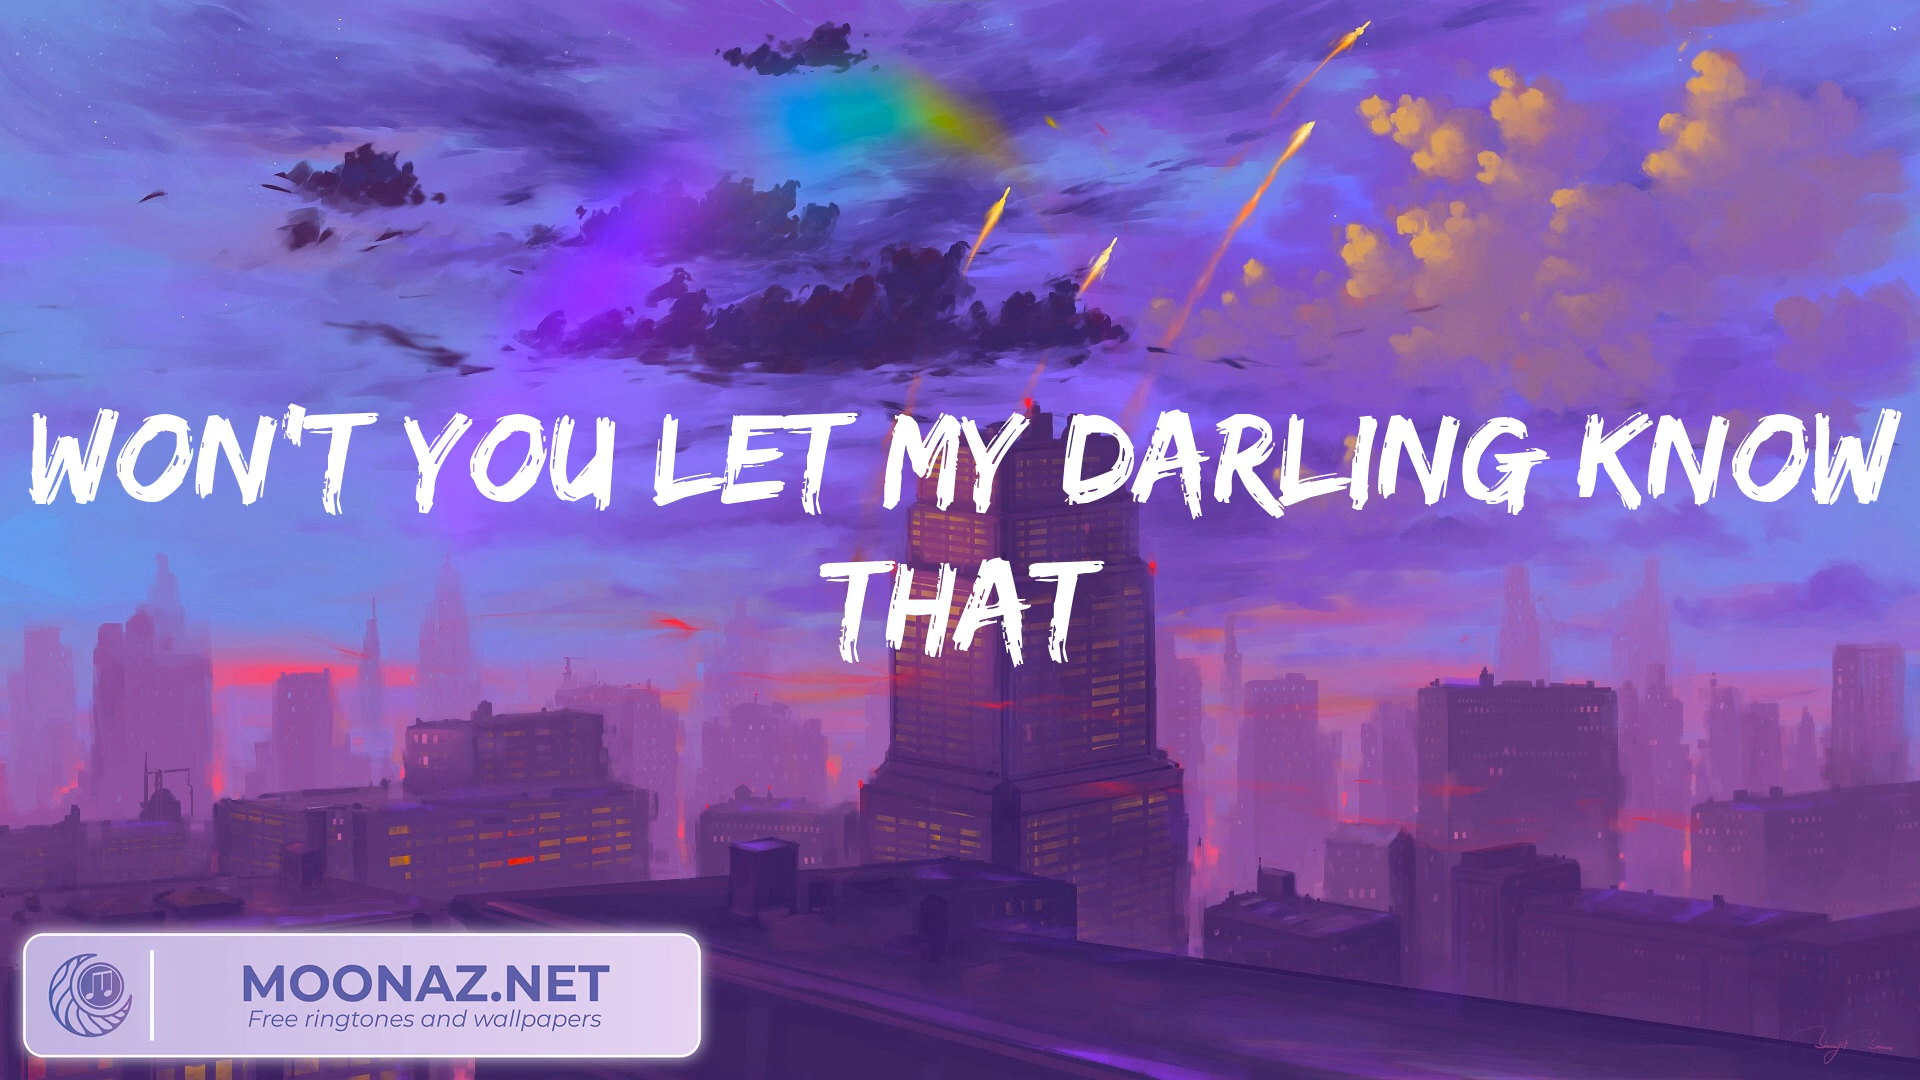 WON'T YOU LET MY DARLING KNOW
THAT
MOONAZ.NET
Free ringtones and wallpapers